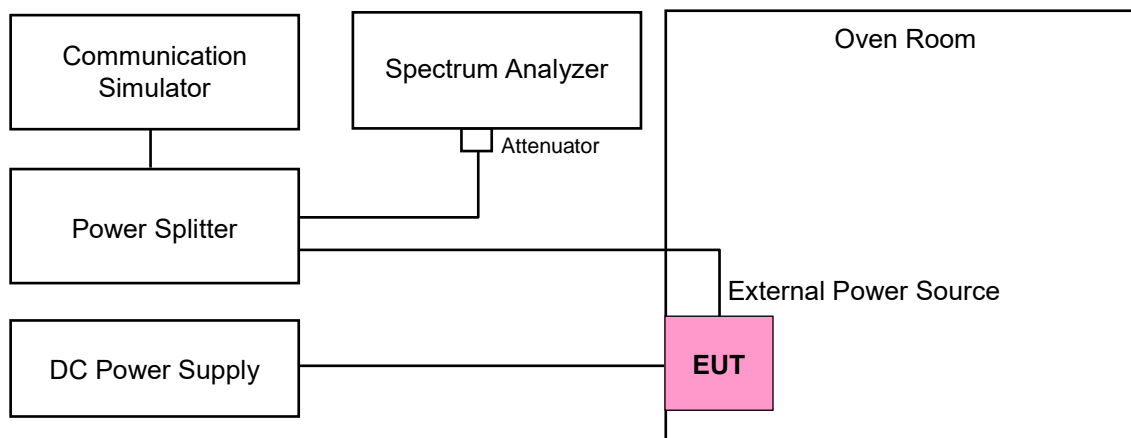 Communication
Simulator
Spectrum Analyzer
Oven Room
Attenuator
Power Splitter
External Power Source
DC Power Supply
EUT